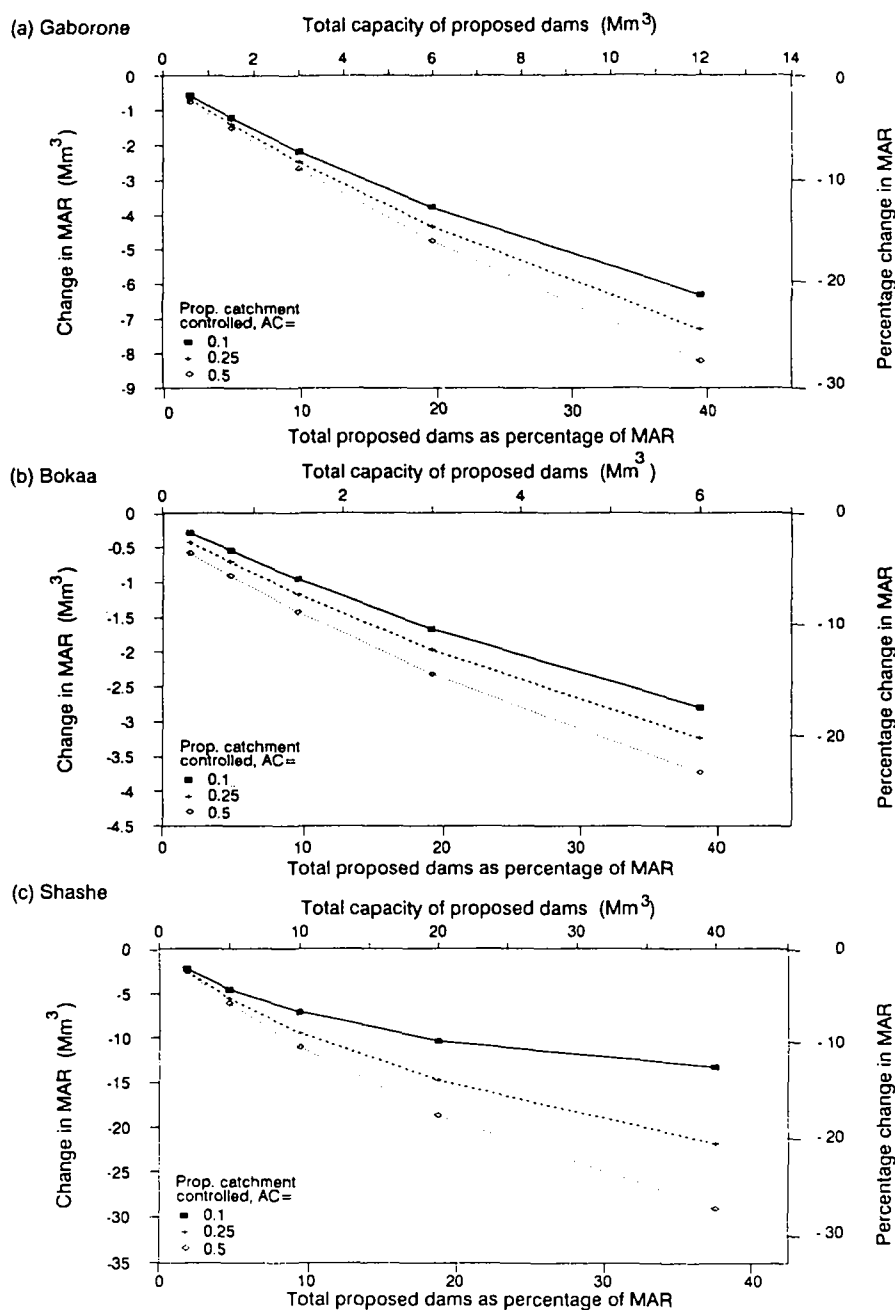 (a) Gaborone
Total capacity of proposed dams (Mm³)
0 2 4 6 8 10 12 14
0
-1
-2
-3
-4
-5
-6
-7
-8
-9
Change in MAR (Mm³)
0
- 10
- 20
- 30
Percentage change in MAR
Prop. catchment
controlled, AC=
0.1
0.25
0.5
0 10 20 30 40
Total proposed dams as percentage of MAR
(b) Bokaa
Total capacity of proposed dams (Mm³)
0 2 4 6
0
-0.5
-1
-1.5
-2
-2.5
-3
-3.5
-4
-4.5
Change in MAR (Mm³)
0
- 10
- 20
Percentage change in MAR
Prop. catchment
controlled, AC=
0.1
0.25
0.5
0 10 20 30 40
Total proposed dams as percentage of MAR
(c) Shashe
Total capacity of proposed dams (Mm³)
0 10 20 30 40
0
-5
-10
-15
-20
-25
-30
-35
Change in MAR (Mm³)
0
- 10
- 20
- 30
Percentage change in MAR
Prop. catchment
controlled, AC=
0.1
0.25
0.5
0 10 20 30 40
Total proposed dams as percentage of MAR